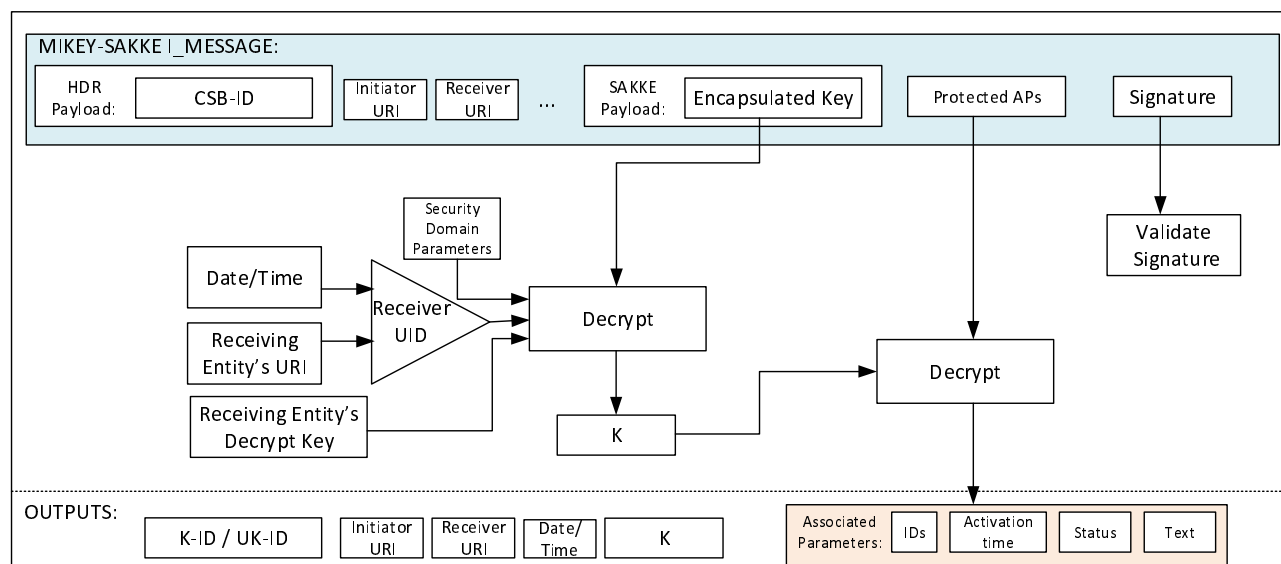 MIKEY-SAKKE I_MESSAGE:
HDR
Payload:
CSB-ID
Initiator
URI
Receiver
URI
...
SAKKE
Payload:
Encapsulated Key
Protected APs
Signature
Security
Domain
Parameters
Validate
Signature
Date/Time
Receiver
UID
Decrypt
Receiving
Entity’s URI
Decrypt
Receiving Entity’s
Decrypt Key
K
OUTPUTS:
K-ID / UK-ID
Initiator
URI
Receiver
URI
Date/
Time
K
Associated
Parameters:
IDs
Activation
time
Status
Text